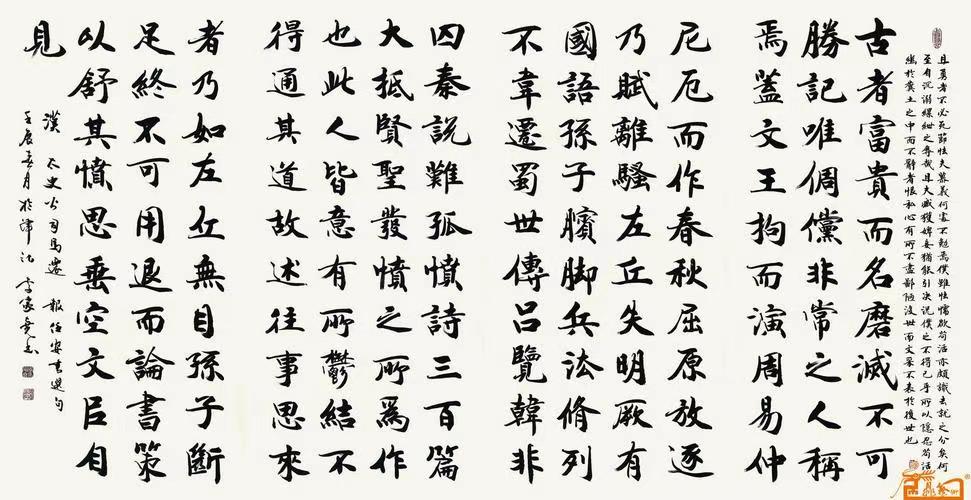 且勇者不必死節怯夫慕義何處不勉焉僕雖怯懦欲苟活亦頗識去就之分矣何
至自沉溺縲紲之辱哉且夫臧獲婢妾猶能引決況僕之不得已乎所以隱忍苟活
幽於糞土之中而不辭者恨私心有所不盡鄙陋沒世而文采不表於後世也
古者富貴而名磨滅不可
勝記唯倜儻非常之人稱
焉蓋文王拘而演周易仲
尼厄而作春秋屈原放逐
乃賦離騷左丘失明厥有
國語孫子臏脚兵法脩列
不韋遷蜀世傳呂覽韓非
囚秦說難孤憤詩三百篇
大抵賢聖發憤之所為作
也此人皆意有所鬱結不
得通其道故述往事思來
者乃如左丘無目孫子斷
足終不可用退而論書策
以舒其憤思垂空文㠯自
見
漢太史公司馬遷報任安書選句
壬辰春月於津沽李家堯書